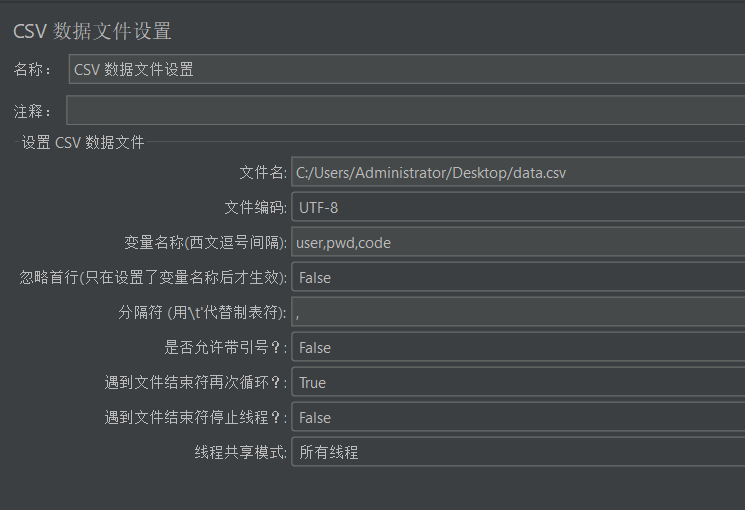 CSV 数据文件设置
名称： CSV 数据文件设置
注释：
设置 CSV 数据文件
文件名: C:/Users/Administrator/Desktop/data.csv
文件编码: UTF-8
变量名称(西文逗号间隔): user,pwd,code
忽略首行(只在设置了变量名称后才生效): False
分隔符 (用'\t'代替制表符): ,
是否允许带引号？: False
遇到文件结束符再次循环？: True
遇到文件结束符停止线程？: False
线程共享模式: 所有线程